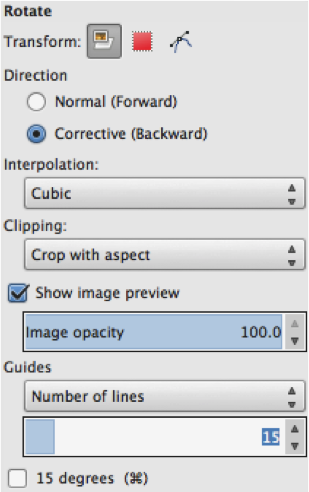 Rotate
Transform:
Direction
Normal (Forward)
Corrective (Backward)
Interpolation:
Cubic
Clipping:
Crop with aspect
Show image preview
Image opacity 100.0
Guides
Number of lines
15
15 degrees (⌘)